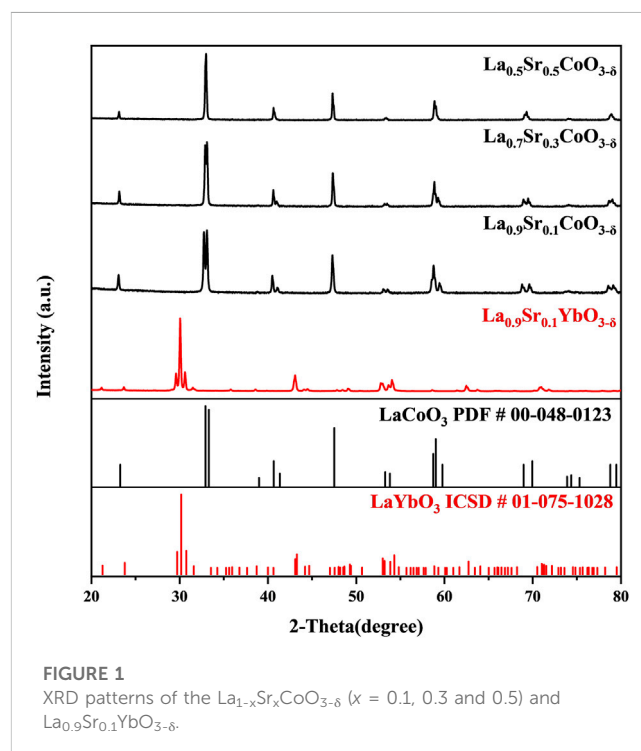 La0.5Sr0.5CoO3-δ
La0.7Sr0.3CoO3-δ
La0.9Sr0.1CoO3-δ
La0.9Sr0.1YbO3-δ
LaCoO3 PDF # 00-048-0123
LaYbO3 ICSD # 01-075-1028
Intensity (a.u.)
20 30 40 50 60 70 80
2-Theta(degree)
FIGURE 1
XRD patterns of the La1-xSrxCoO3-δ (x = 0.1, 0.3 and 0.5) and
La0.9Sr0.1YbO3-δ.